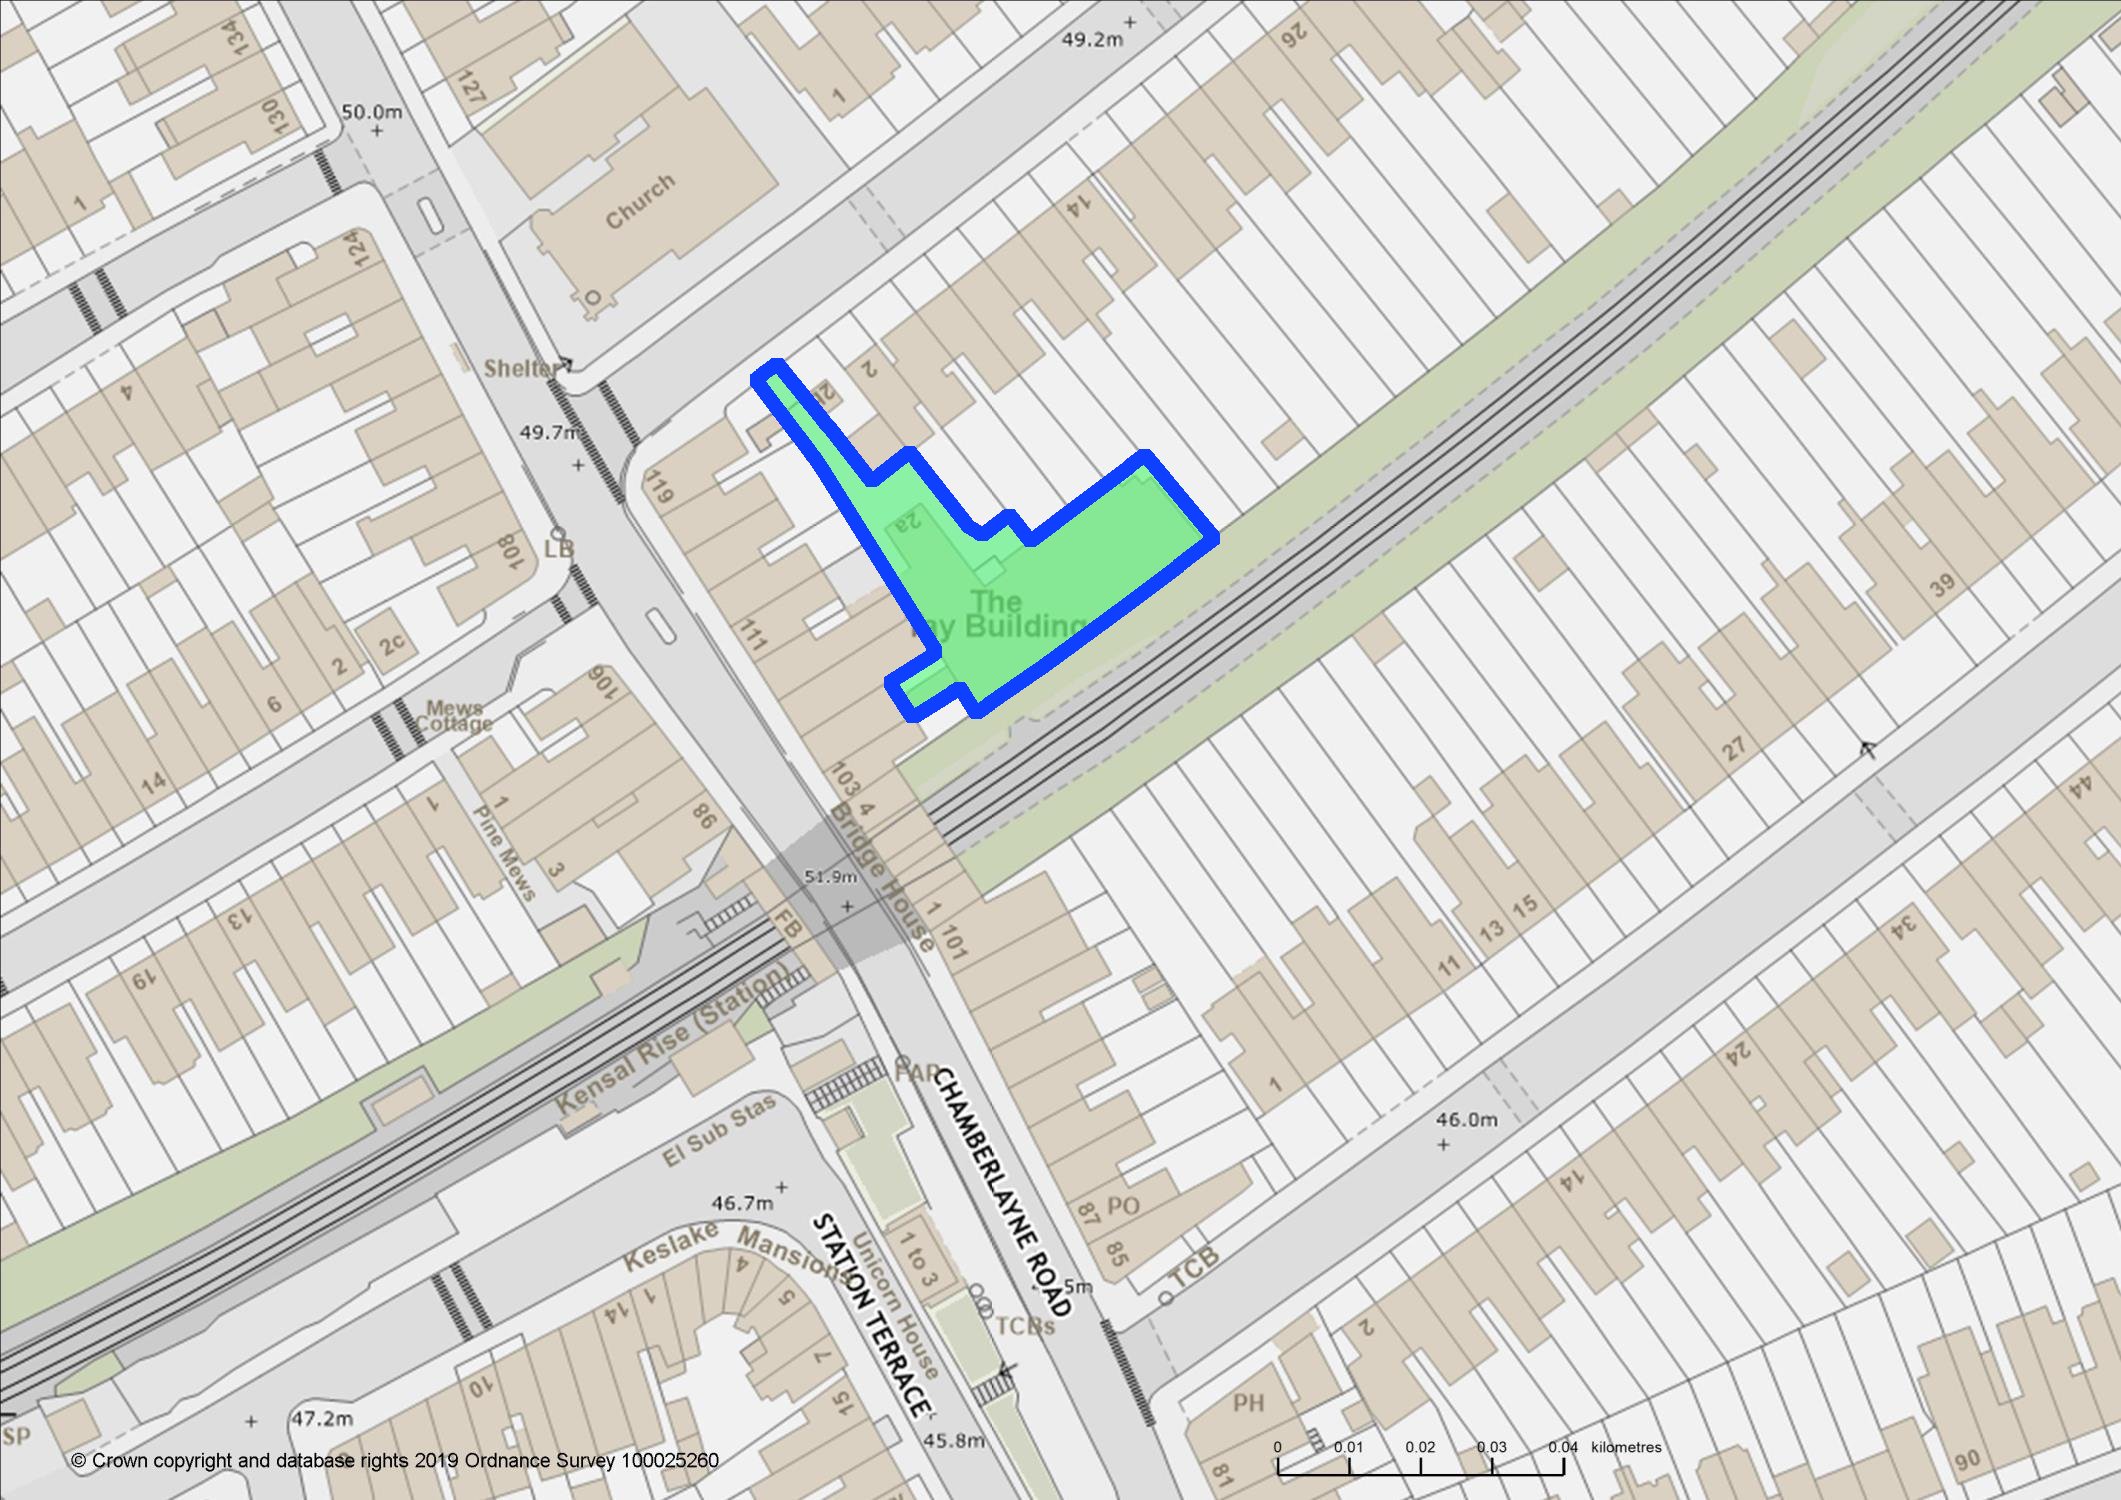 134
127
130
50.0m
49.2m
26
1
1
Church
14
124
Shelter
2
2b
4
49.7m
119
108
LB
2a
The
ay Building
111
2c
2
6
106
Mews
Cottage
14
39
27
103 4
Bridge House
1
1
Pine Mews
98
3
51.9m
FB
1 101
13
19
44
15
13
11
34
24
Kensal Rise (Station)
FAP
CHAMBERLAYNE ROAD
1
46.0m
El Sub Stas
46.7m
14
PO
87
85
TCB
STATION TERRACE
Unicorn House
1 to 3
Keslake Mansions
4
5
1
14
7
15
10
5m
TCBs
2
PH
81
90
47.2m
45.8m
SP
© Crown copyright and database rights 2019 Ordnance Survey 100025260
0 0.01 0.02 0.03 0.04 kilometres